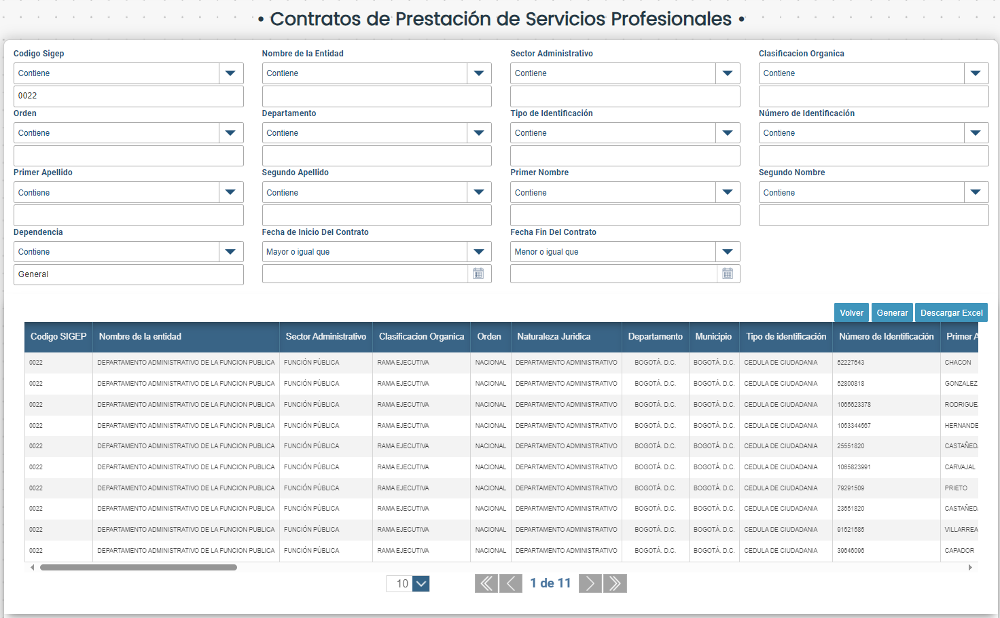 • Contratos de Prestación de Servicios Profesionales •
Codigo Sigep Nombre de la Entidad Sector Administrativo Clasificacion Organica
Contiene Contiene Contiene Contiene
0022
Orden Departamento Tipo de Identificación Número de Identificación
Contiene Contiene Contiene Contiene
Primer Apellido Segundo Apellido Primer Nombre Segundo Nombre
Contiene Contiene Contiene Contiene
Dependencia Fecha de Inicio Del Contrato Fecha Fin Del Contrato
Contiene Mayor o igual que Menor o igual que
General
Volver Generar Descargar Excel
Codigo SIGEP Nombre de la entidad Sector Administrativo Clasificacion Organica Orden Naturaleza Juridica Departamento Municipio Tipo de identificación Número de Identificación Primer A
0022 DEPARTAMENTO ADMINISTRATIVO DE LA FUNCION PUBLICA FUNCIÓN PÚBLICA RAMA EJECUTIVA NACIONAL DEPARTAMENTO ADMINISTRATIVO BOGOTÁ. D.C. BOGOTÁ. D.C. CEDULA DE CIUDADANIA 52227643 CHACON
0022 DEPARTAMENTO ADMINISTRATIVO DE LA FUNCION PUBLICA FUNCIÓN PÚBLICA RAMA EJECUTIVA NACIONAL DEPARTAMENTO ADMINISTRATIVO BOGOTÁ. D.C. BOGOTÁ. D.C. CEDULA DE CIUDADANIA 52800818 GONZALEZ
0022 DEPARTAMENTO ADMINISTRATIVO DE LA FUNCION PUBLICA FUNCIÓN PÚBLICA RAMA EJECUTIVA NACIONAL DEPARTAMENTO ADMINISTRATIVO BOGOTÁ. D.C. BOGOTÁ. D.C. CEDULA DE CIUDADANIA 1065623378 RODRIGUEZ
0022 DEPARTAMENTO ADMINISTRATIVO DE LA FUNCION PUBLICA FUNCIÓN PÚBLICA RAMA EJECUTIVA NACIONAL DEPARTAMENTO ADMINISTRATIVO BOGOTÁ. D.C. BOGOTÁ. D.C. CEDULA DE CIUDADANIA 1053344567 HERNANDE
0022 DEPARTAMENTO ADMINISTRATIVO DE LA FUNCION PUBLICA FUNCIÓN PÚBLICA RAMA EJECUTIVA NACIONAL DEPARTAMENTO ADMINISTRATIVO BOGOTÁ. D.C. BOGOTÁ. D.C. CEDULA DE CIUDADANIA 25551820 CASTAÑEDA
0022 DEPARTAMENTO ADMINISTRATIVO DE LA FUNCION PUBLICA FUNCIÓN PÚBLICA RAMA EJECUTIVA NACIONAL DEPARTAMENTO ADMINISTRATIVO BOGOTÁ. D.C. BOGOTÁ. D.C. CEDULA DE CIUDADANIA 1065823991 CARVAJAL
0022 DEPARTAMENTO ADMINISTRATIVO DE LA FUNCION PUBLICA FUNCIÓN PÚBLICA RAMA EJECUTIVA NACIONAL DEPARTAMENTO ADMINISTRATIVO BOGOTÁ. D.C. BOGOTÁ. D.C. CEDULA DE CIUDADANIA 79291509 PRIETO
0022 DEPARTAMENTO ADMINISTRATIVO DE LA FUNCION PUBLICA FUNCIÓN PÚBLICA RAMA EJECUTIVA NACIONAL DEPARTAMENTO ADMINISTRATIVO BOGOTÁ. D.C. BOGOTÁ. D.C. CEDULA DE CIUDADANIA 23551820 CASTAÑEDA
0022 DEPARTAMENTO ADMINISTRATIVO DE LA FUNCION PUBLICA FUNCIÓN PÚBLICA RAMA EJECUTIVA NACIONAL DEPARTAMENTO ADMINISTRATIVO BOGOTÁ. D.C. BOGOTÁ. D.C. CEDULA DE CIUDADANIA 91521585 VILLARREA
0022 DEPARTAMENTO ADMINISTRATIVO DE LA FUNCION PUBLICA FUNCIÓN PÚBLICA RAMA EJECUTIVA NACIONAL DEPARTAMENTO ADMINISTRATIVO BOGOTÁ. D.C. BOGOTÁ. D.C. CEDULA DE CIUDADANIA 39646096 CAPADOR
10 1 de 11